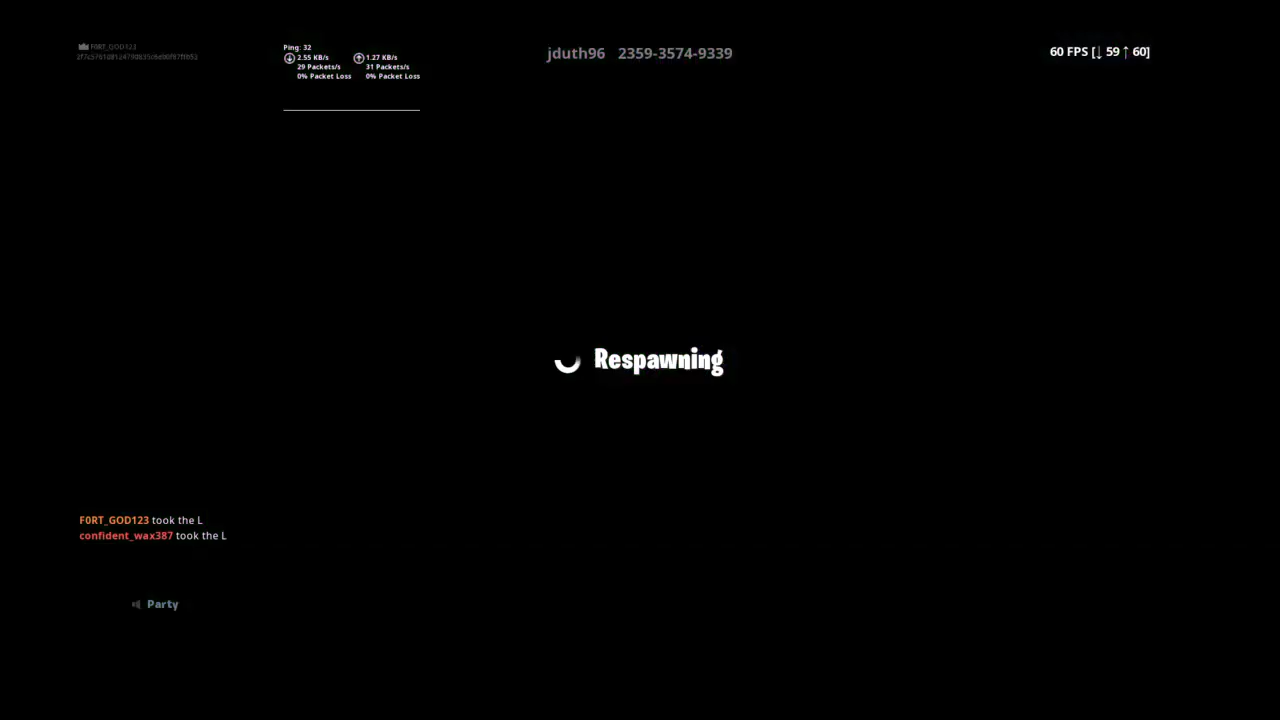 F0RT_GOD123
Ping: 32
2.55 KB/s
1.27 KB/s
29 Packets/s
31 Packets/s
0% Packet Loss
0% Packet Loss
jduth96 2359-3574-9339
60 FPS [↓ 59 ↑ 60]
Respawning
F0RT_GOD123 took the L
confident_wax387 took the L
Party